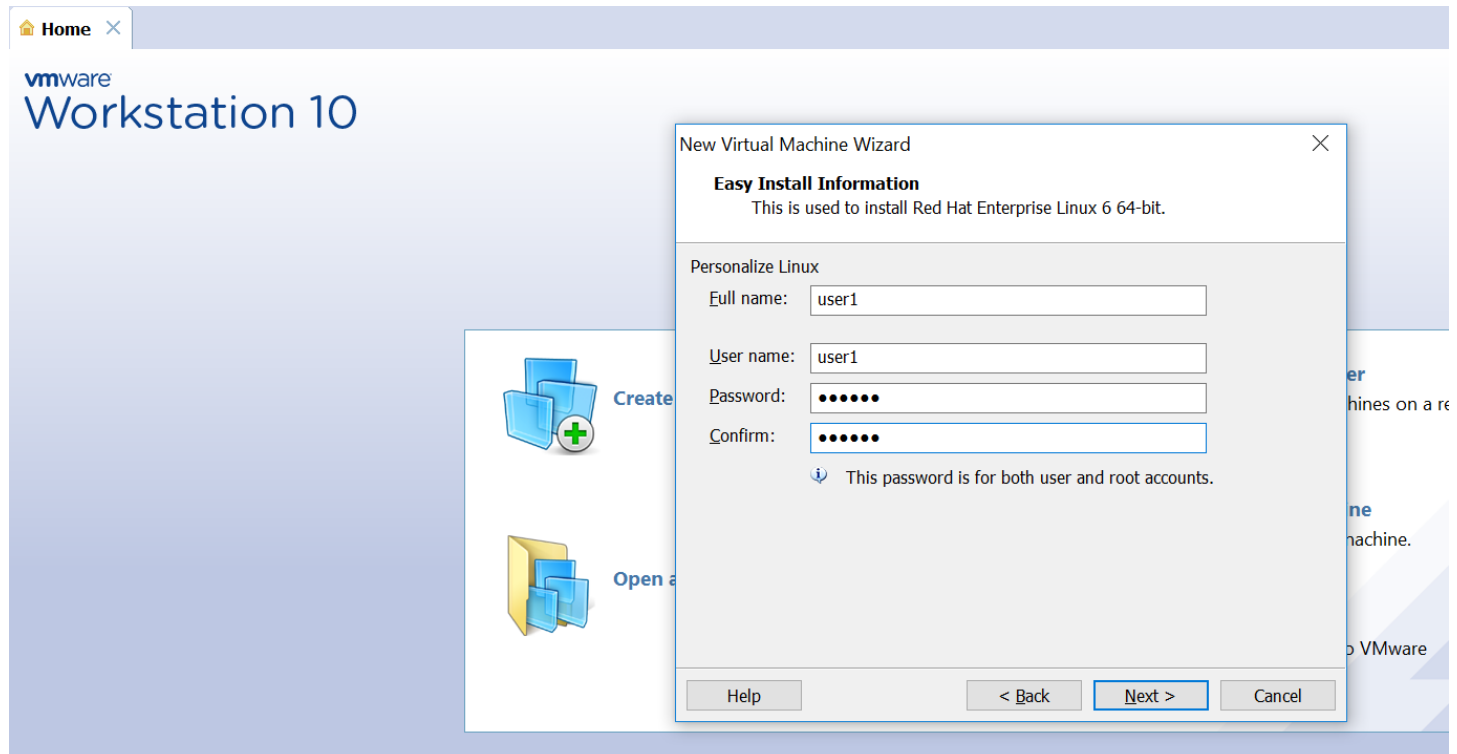 Home
vmware
Workstation 10
New Virtual Machine Wizard
Easy Install Information
This is used to install Red Hat Enterprise Linux 6 64-bit.
Personalize Linux
Full name: user1
User name: user1
Password: ●●●●●●
Confirm: ●●●●●●
This password is for both user and root accounts.
Help < Back Next > Cancel
Create
Open a
er
hines on a re
ne
nachine.
o VMware